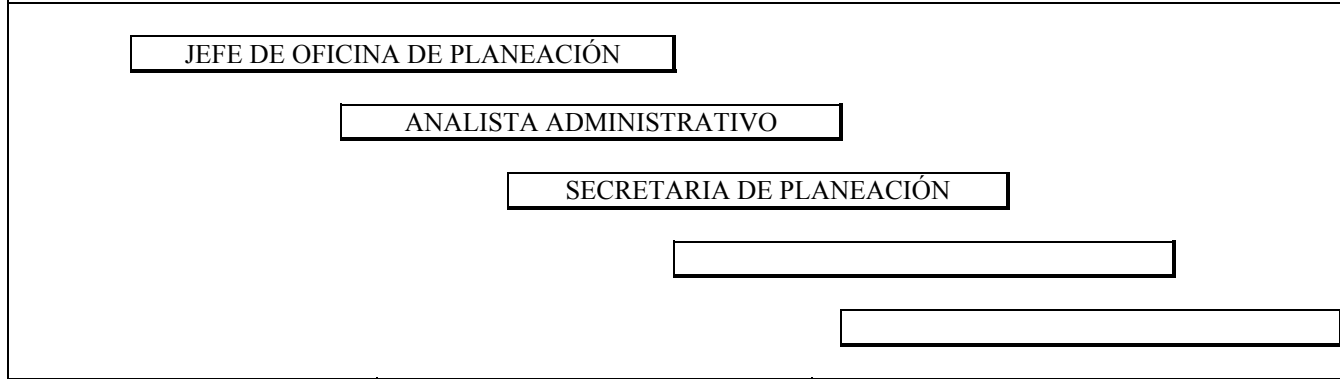 JEFE DE OFICINA DE PLANEACIÓN
ANALISTA ADMINISTRATIVO
SECRETARIA DE PLANEACIÓN